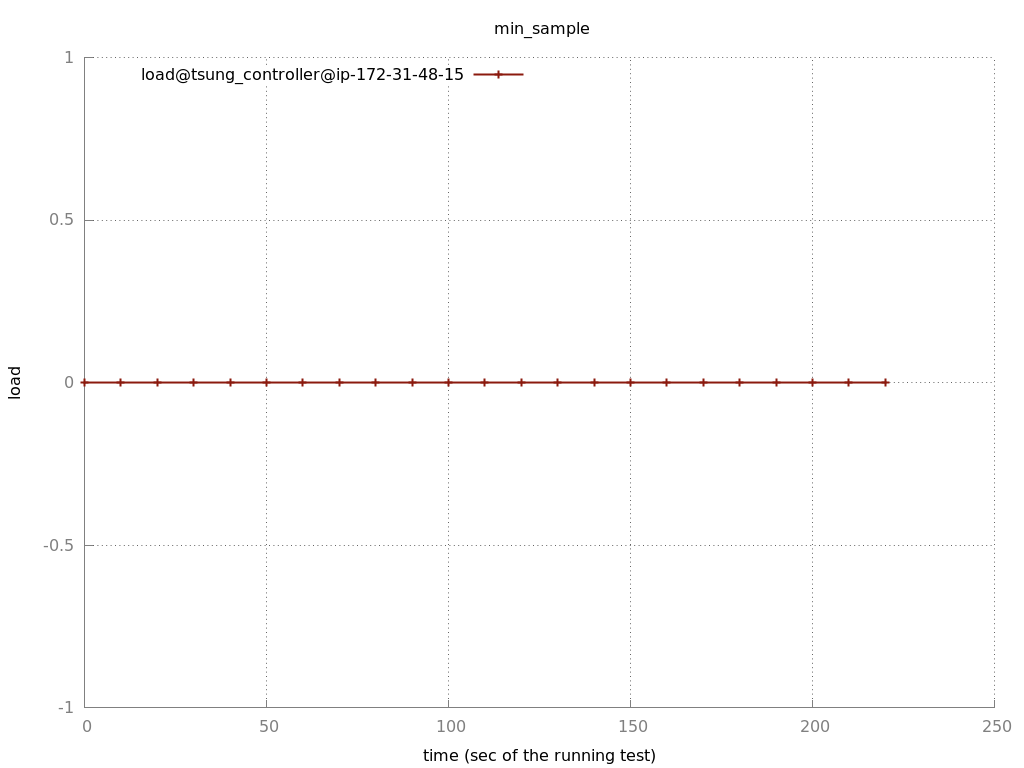 min_sample
1
load@tsung_controller@ip-172-31-48-15
0.5
load
0
-0.5
-1
0 50 100 150 200 250
time (sec of the running test)